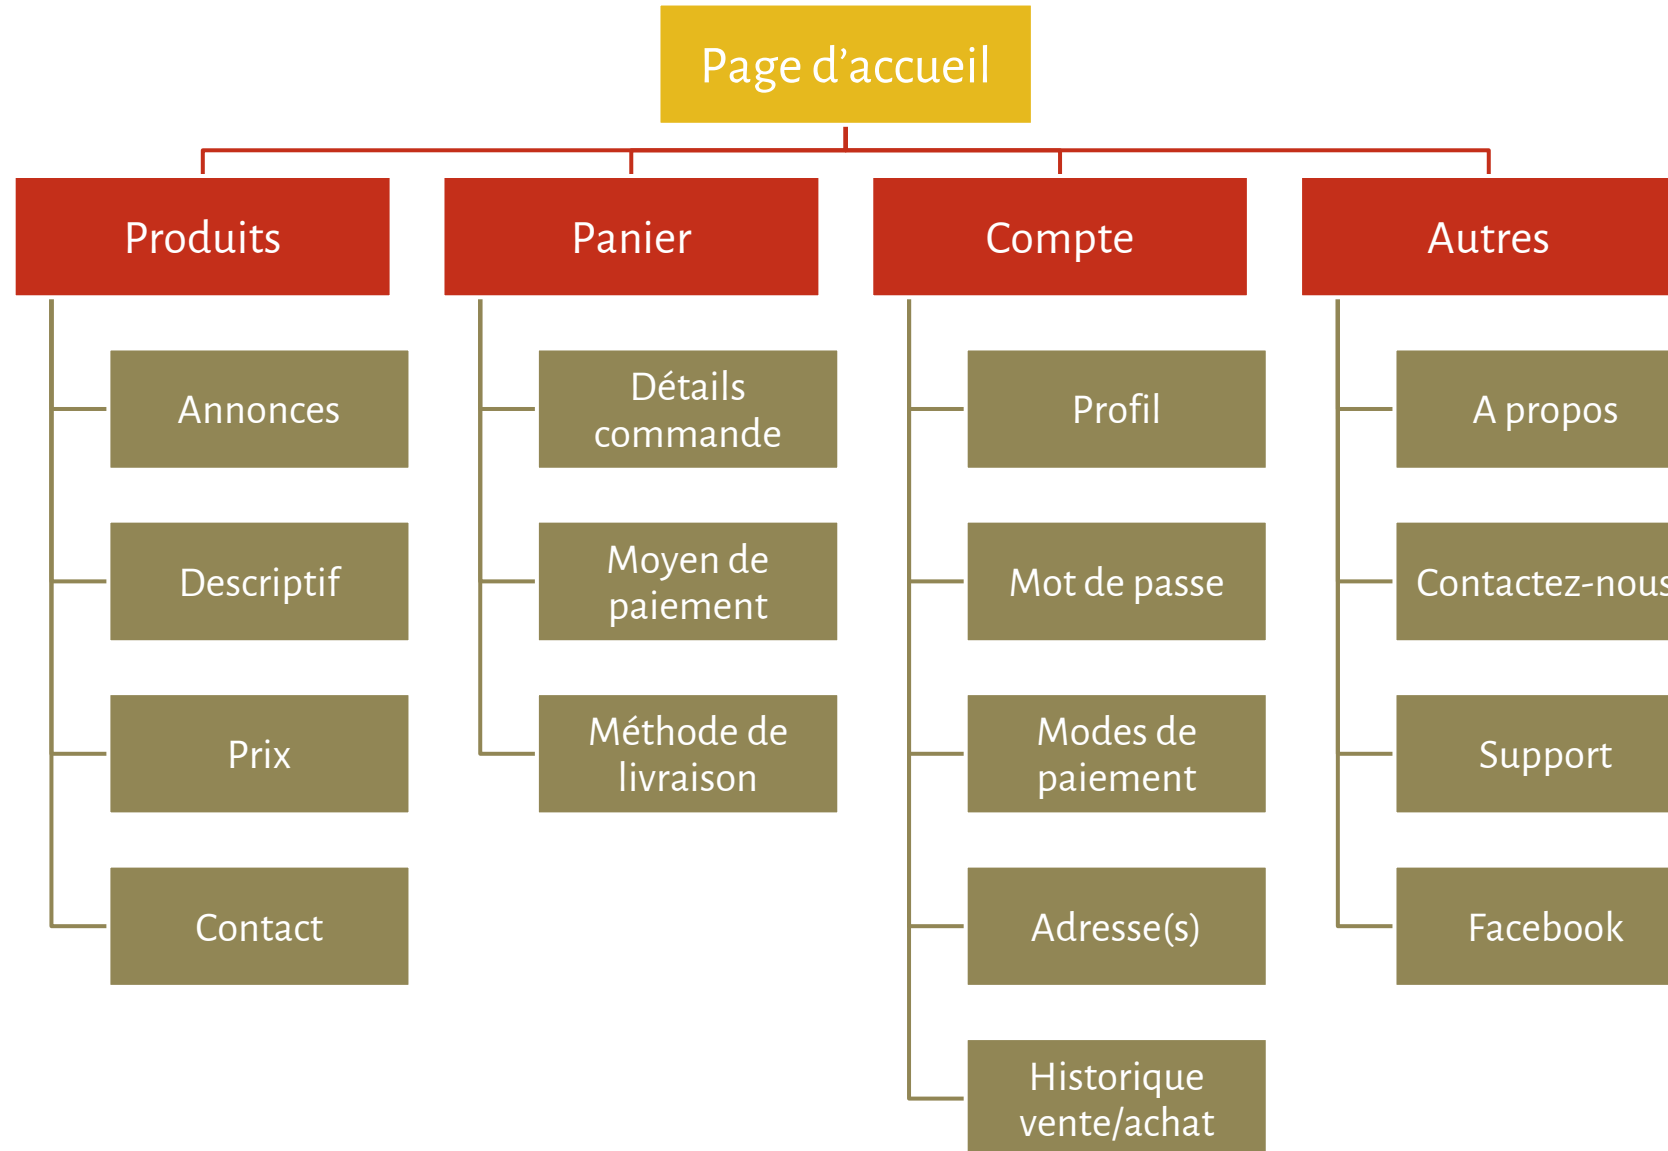 Page d’accueil
Produits
Panier
Compte
Autres
Annonces
Descriptif
Prix
Contact
Détails
commande
Moyen de
paiement
Méthode de
livraison
Profil
Mot de passe
Modes de
paiement
Adresse(s)
Historique
vente/achat
A propos
Contactez-nous
Support
Facebook